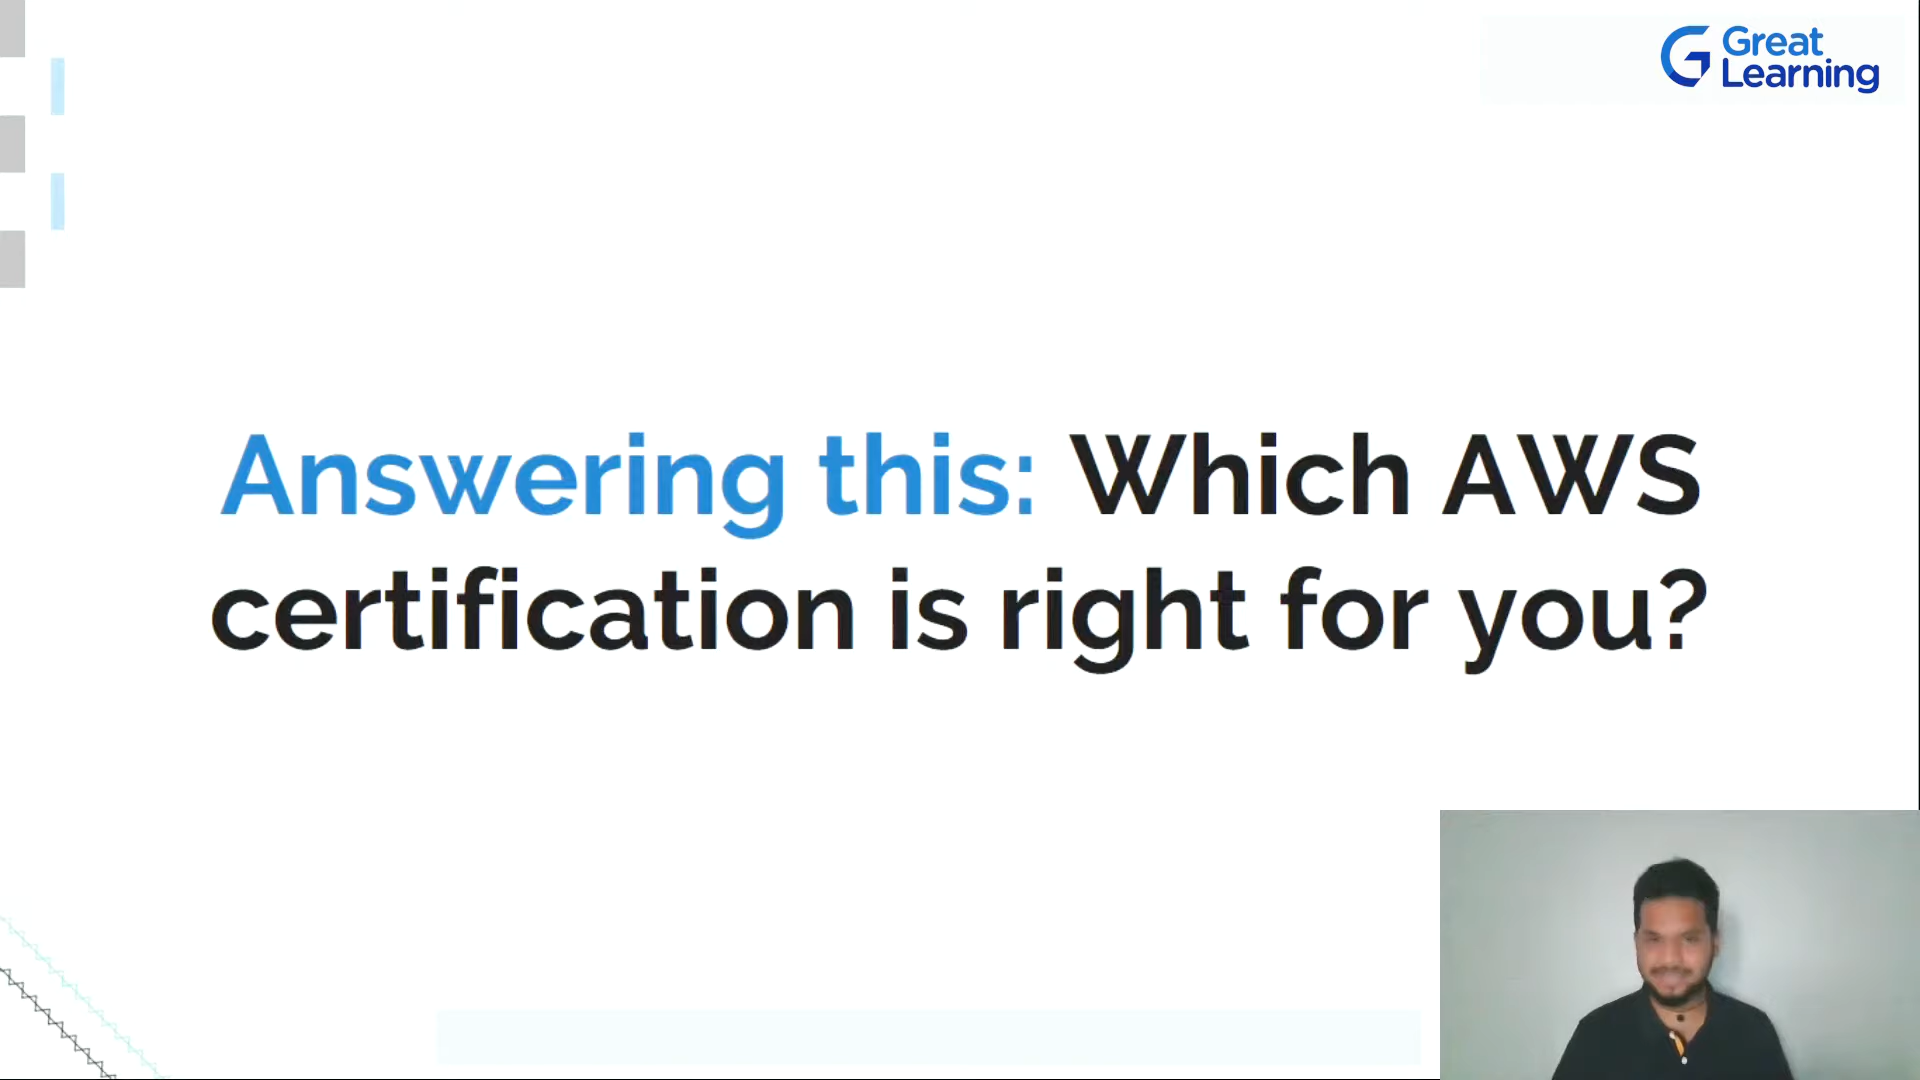 Great
Learning
Answering this: Which AWS
certification is right for you?